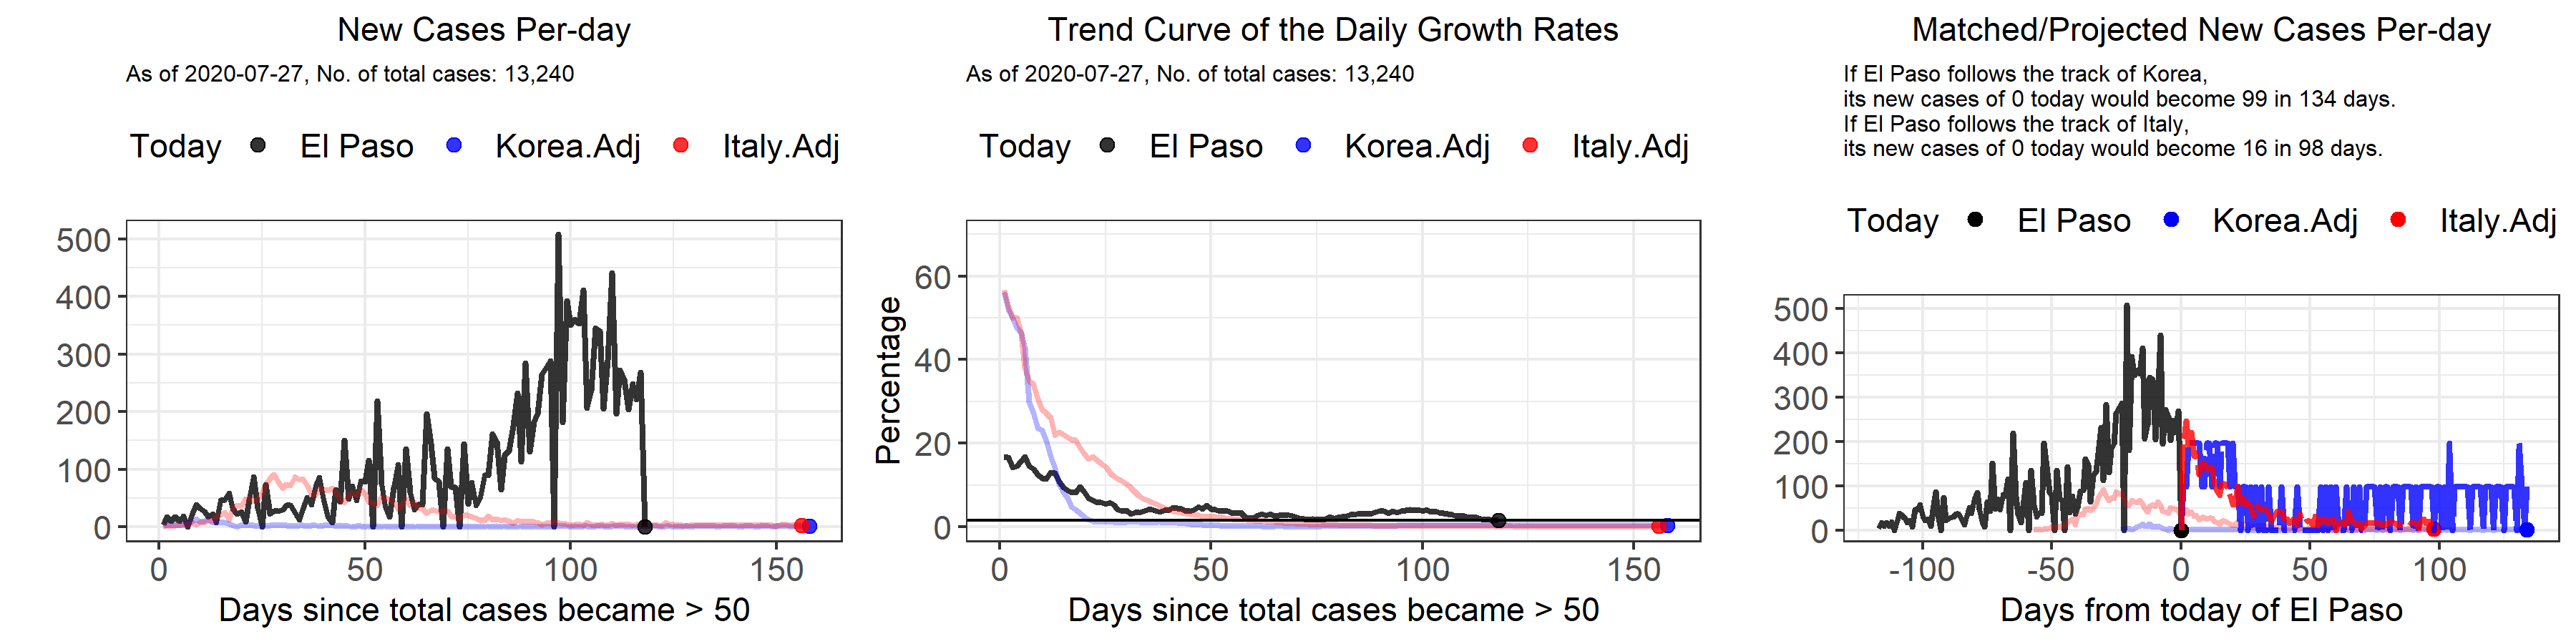 New Cases Per-day
As of 2020-07-27, No. of total cases: 13,240
Today El Paso Korea.Adj Italy.Adj
500
400
300
200
100
0
0 50 100 150
Days since total cases became > 50
Trend Curve of the Daily Growth Rates
As of 2020-07-27, No. of total cases: 13,240
Today El Paso Korea.Adj Italy.Adj
Percentage
60
40
20
0
0 50 100 150
Days since total cases became > 50
Matched/Projected New Cases Per-day
If El Paso follows the track of Korea,
its new cases of 0 today would become 99 in 134 days.
If El Paso follows the track of Italy,
its new cases of 0 today would become 16 in 98 days.
Today El Paso Korea.Adj Italy.Adj
500
400
300
200
100
0
-100 -50 0 50 100
Days from today of El Paso